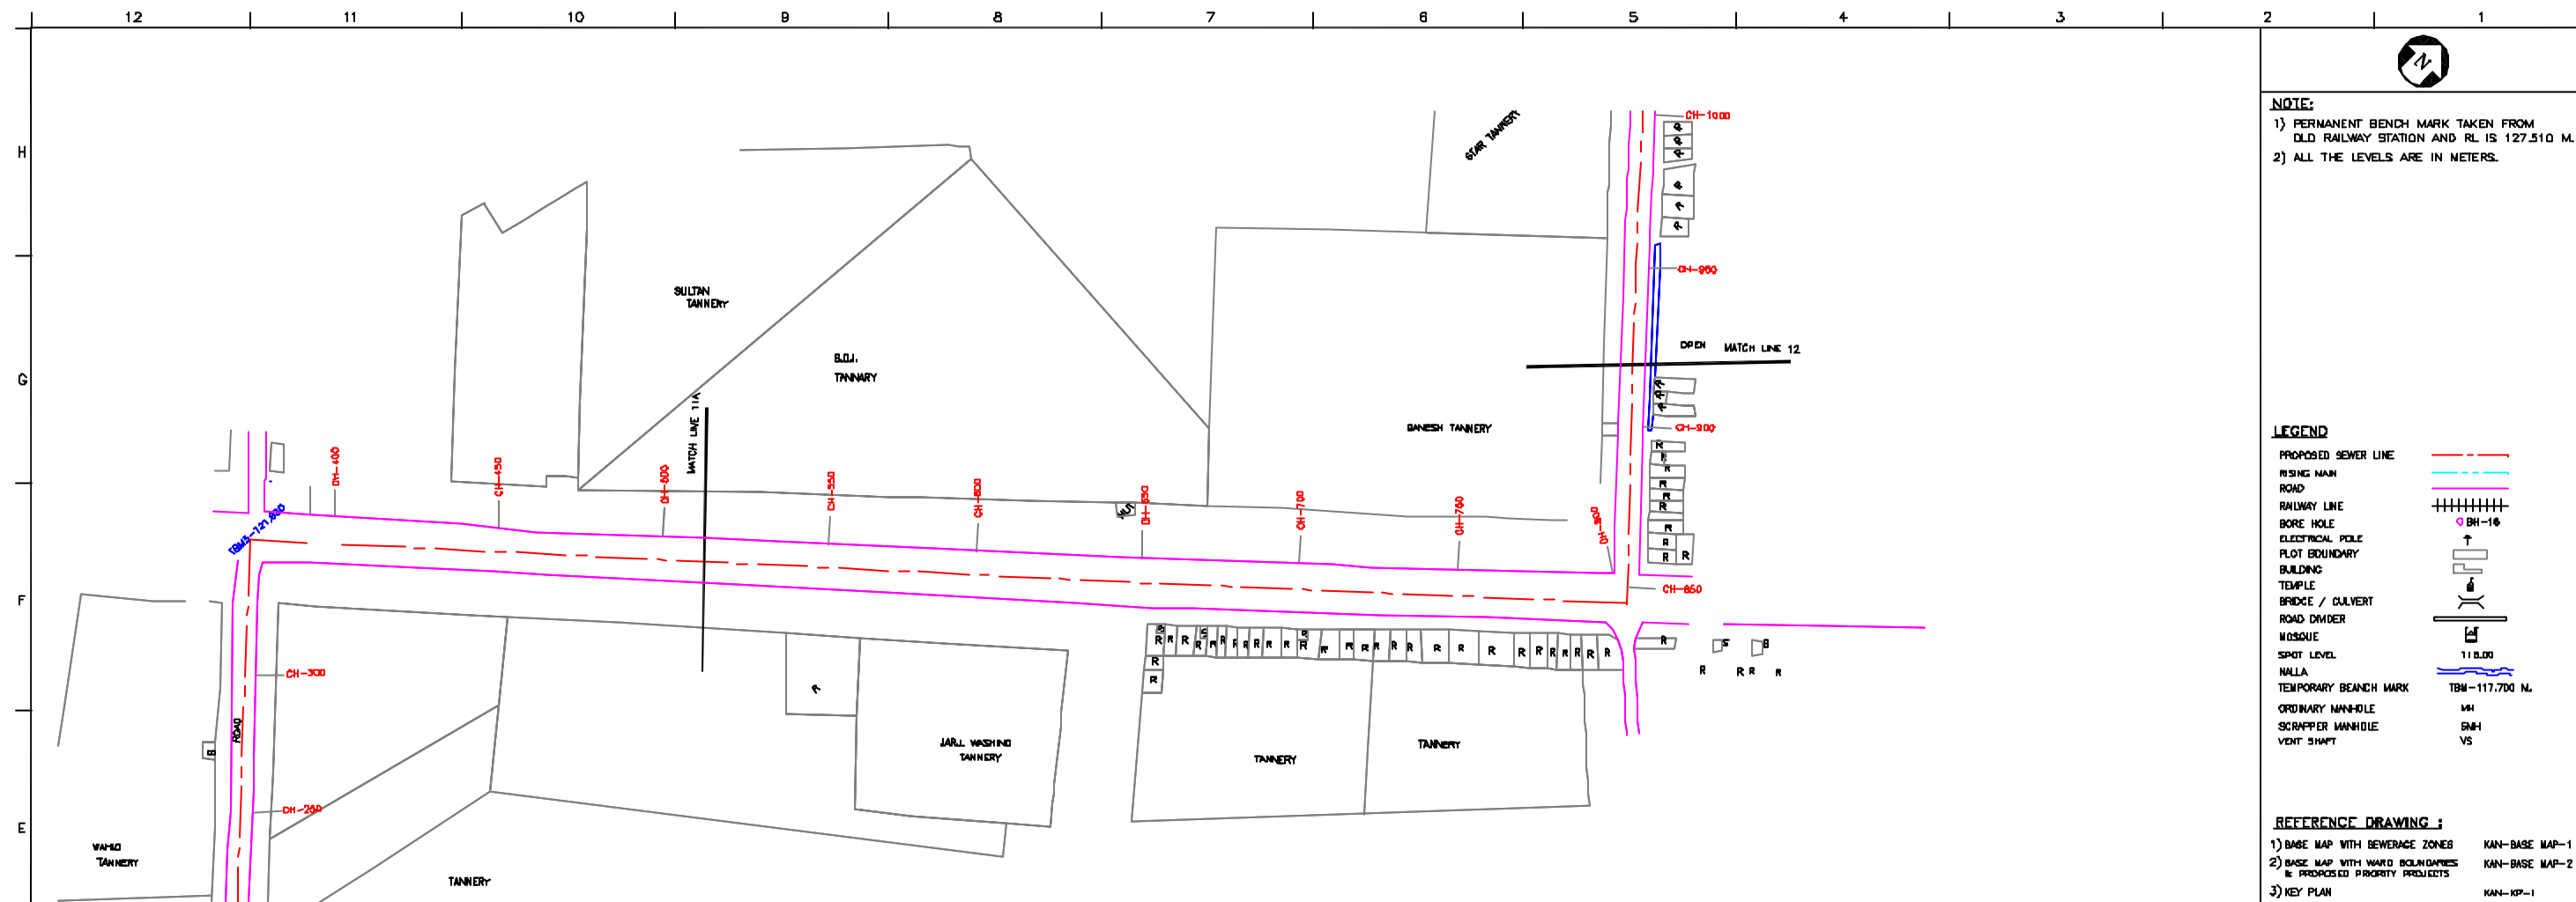 12 11 10 9 8 7 6 5 4 3 2 1
H
G
F
E
N
NOTE:
1) PERMANENT BENCH MARK TAKEN FROM
OLD RAILWAY STATION AND RL IS 127.510 M.
2) ALL THE LEVELS ARE IN METERS.
LEGEND
PROPOSED SEWER LINE
RISING MAIN
ROAD
RAILWAY LINE
BORE HOLE BH-16
ELECTRICAL POLE
PLOT BOUNDARY
BUILDING
TEMPLE
BRIDGE / CULVERT
ROAD DIVIDER
MOSQUE
SPOT LEVEL 118.00
NALLA
TEMPORARY BEANCH MARK TBM-117.700 M.
ORDINARY MANHOLE MH
SCRAPPER MANHOLE SMH
VENT SHAFT VS
REFERENCE DRAWING :
1) BASE MAP WITH SEWERAGE ZONES KAN-BASE MAP-1
2) BASE MAP WITH WARD BOUNDARIES KAN-BASE MAP-2
& PROPOSED PRIORITY PROJECTS
3) KEY PLAN KAN-KP-1
STAR TANNERY
CH-1000
CH-950
SULTAN
TANNERY
B.O.I.
TANNARY
OPEN
MATCH LINE 12
MATCH LINE 11A
GANESH TANNERY
CH-900
CH-400
CH-450
CH-500
CH-550
CH-600
CH-650
CH-700
CH-750
CH-800
HUT
CH-850
CH-300
ROAD
CH-250
JARJL WASHING
TANNERY
TANNERY
TANNERY
TANNERY
TANNERY